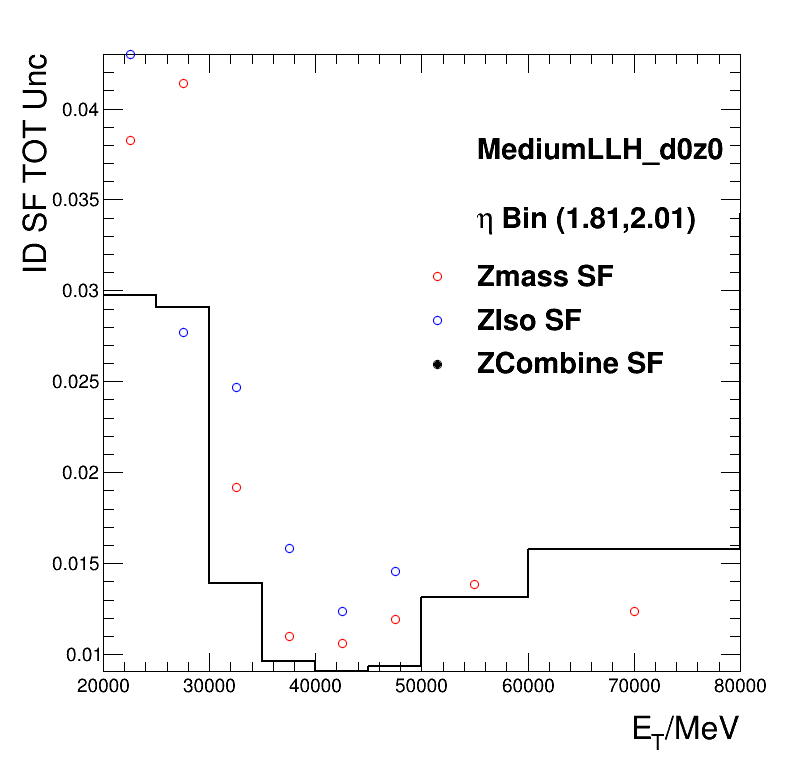 ID SF TOT Unc
0.04
0.035
0.03
0.025
0.02
0.015
0.01
MediumLLH_d0z0
η Bin (1.81,2.01)
Zmass SF
ZIso SF
ZCombine SF
20000 30000 40000 50000 60000 70000 80000
E_T/MeV